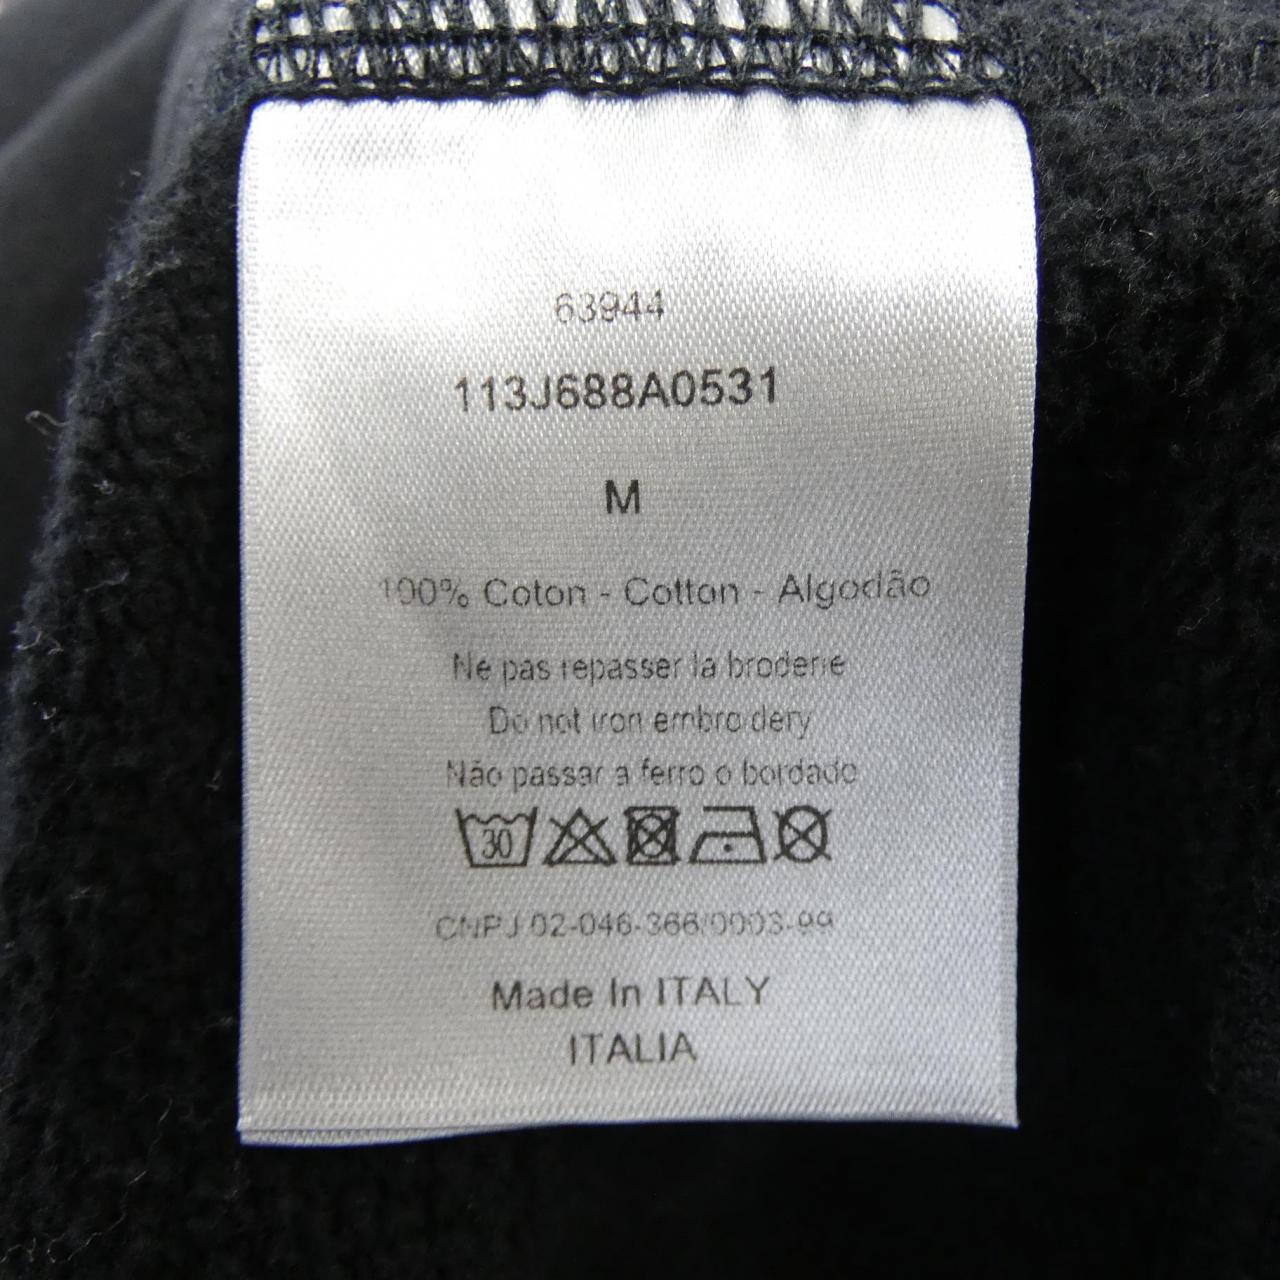 63944
113J688A0531
M
100% Coton - Cotton - Algodão
Ne pas repasser la broderie
Do not iron embroidery
Não passar a ferro o bordado
30
CNPJ 02-046-366/0003-99
Made In ITALY
ITALIA